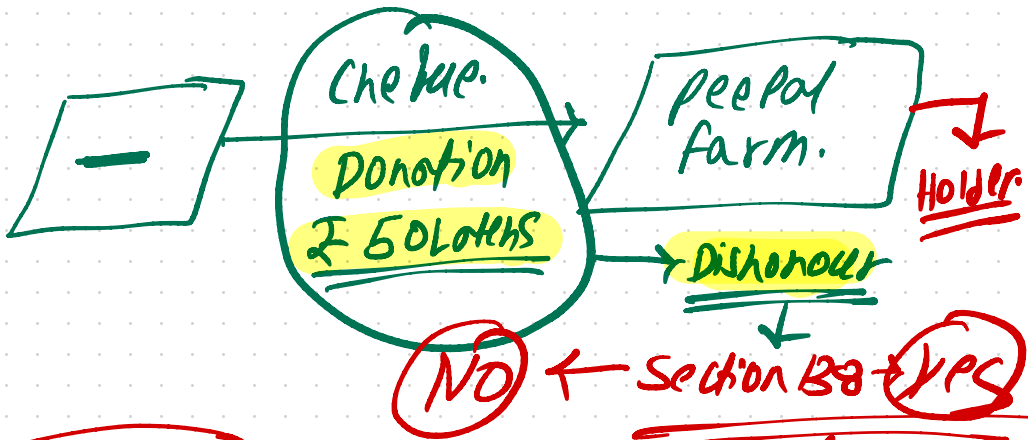 Cheque.
Donation
₹ 50 Lakhs
Peepal
farm.
Holder.
Dishonour
NO ← Section 138 → Yes